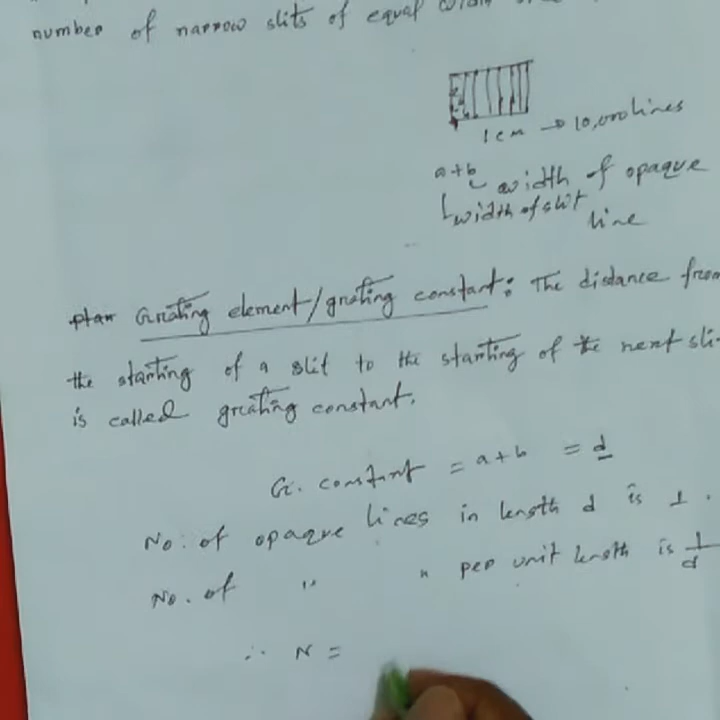 number of narrow slits of equal width
1 cm → 10,000 lines
a+b
width of opaque
width of slit
line
Grating element/grating constant: The distance from
the starting of a slit to the starting of the next sli
is called grating constant.
G. constant = a+b = d
No. of opaque lines in length d is 1.
No. of " " per unit length is 1/d
∴ N =